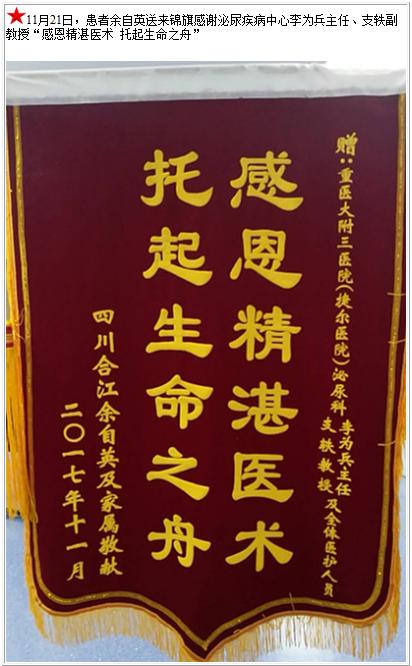 ★11月21日，患者余自英送来锦旗感谢泌尿疾病中心李为兵主任、支轶副
教授“感恩精湛医术 托起生命之舟”
赠：重医大附三医院（捷尔医院）泌尿科 李为兵主任
支轶教授 及全体医护人员
感恩精湛医术
托起生命之舟
四川合江余自英及家属敬献
二〇一七年十一月